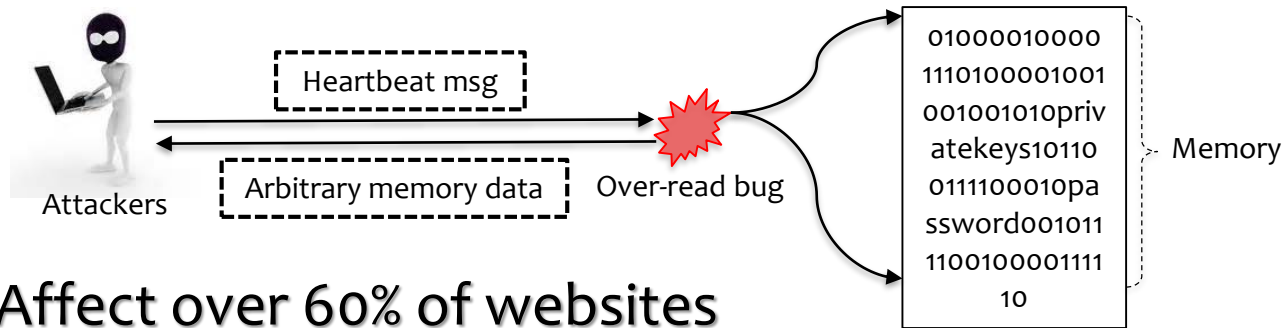 Heartbeat msg
Arbitrary memory data
Attackers
Over-read bug
01000010000
1110100001001
001001010priv
atekeys10110
0111100010pa
ssword001011
1100100001111
10
Memory
Affect over 60% of websites